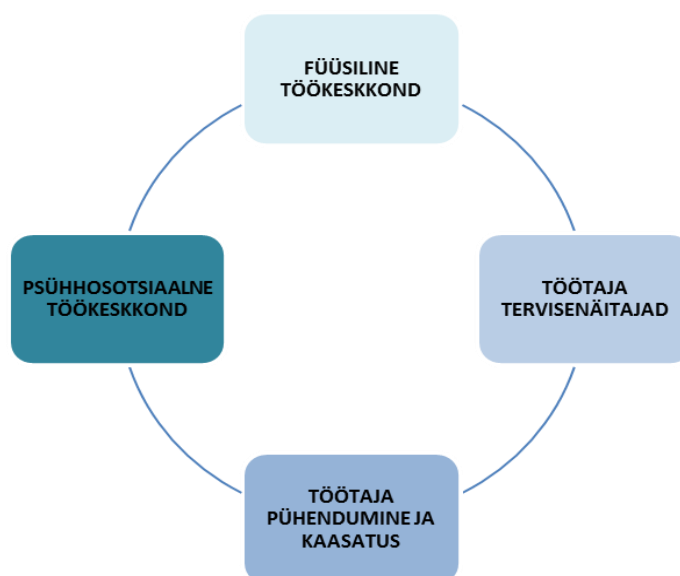 FÜÜSILINE
TÖÖKESKKOND
PSÜHHOSOTSIAALNE
TÖÖKESKKOND
TÖÖTAJA
TERVISENÄITAJAD
TÖÖTAJA
PÜHENDUMINE JA
KAASATUS